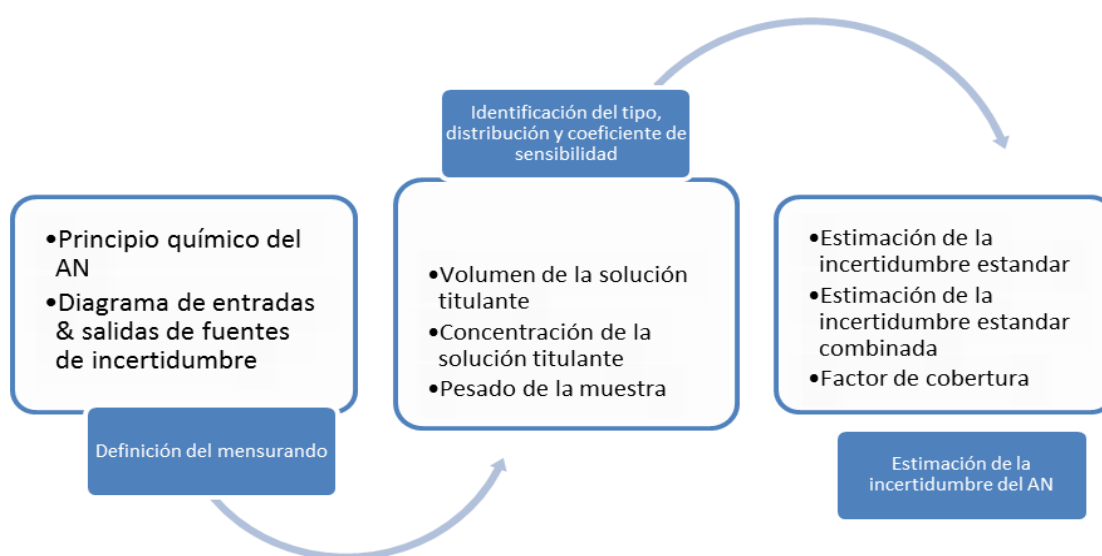 •Principio químico del
AN
•Diagrama de entradas
& salidas de fuentes
de incertidumbre
Definición del mensurando
Identificación del tipo,
distribución y coeficiente de
sensibilidad
•Volumen de la solución
titulante
•Concentración de la
solución titulante
•Pesado de la muestra
•Estimación de la
incertidumbre estandar
•Estimación de la
incertidumbre estandar
combinada
•Factor de cobertura
Estimación de la
incertidumbre del AN